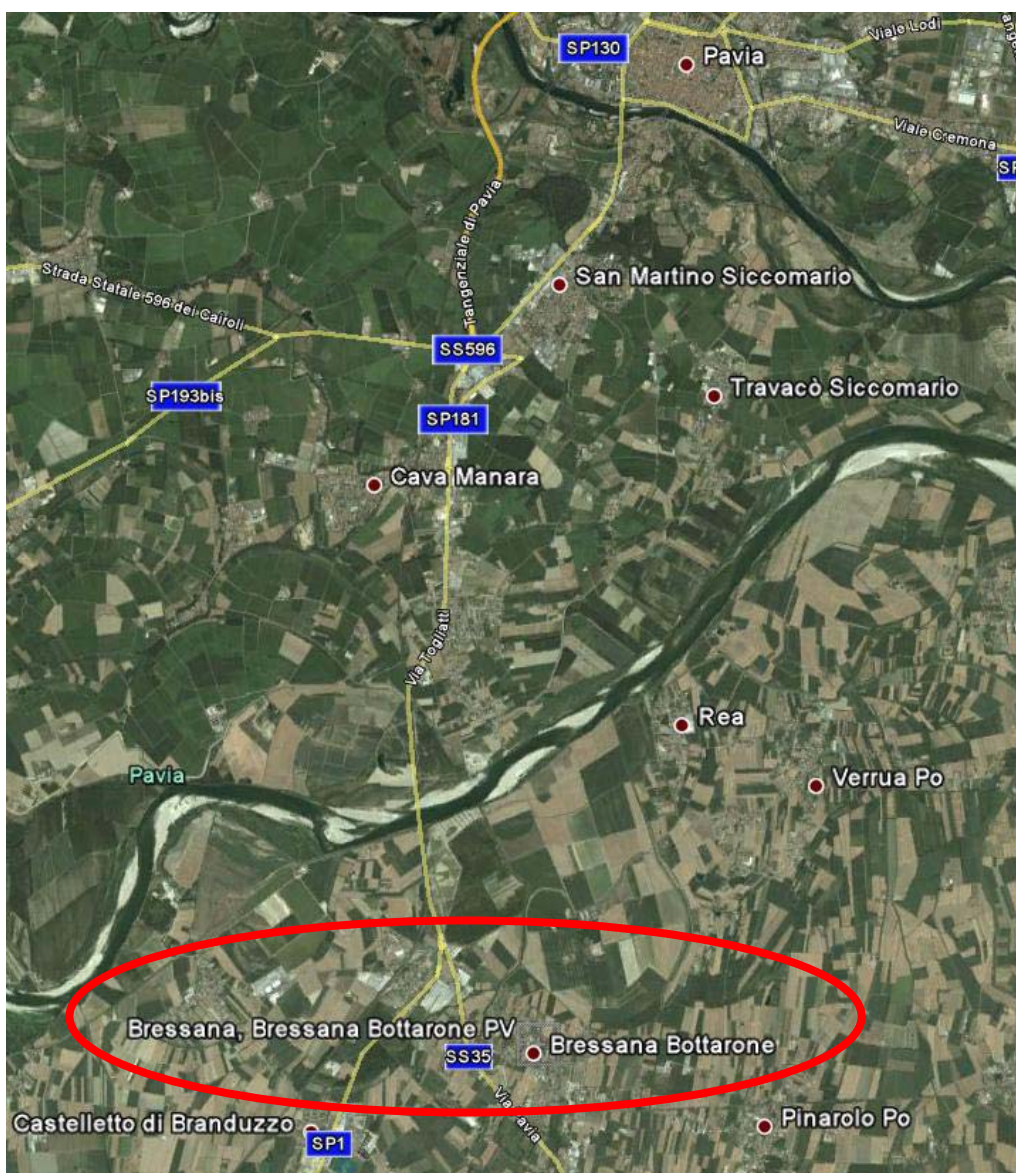 SP130
Pavia
Viale Lodi
Viale Cremona
Tangenziale di Pavia
San Martino Siccomario
Strada Statale 596 dei Cairoli
SS596
SP193bis
Travacò Siccomario
SP181
Cava Manara
Via Togliatti
Rea
Pavia
Verrua Po
Bressana, Bressana Bottarone PV
SS35
Bressana Bottarone
Castelletto di Branduzzo
SP1
Pinarolo Po